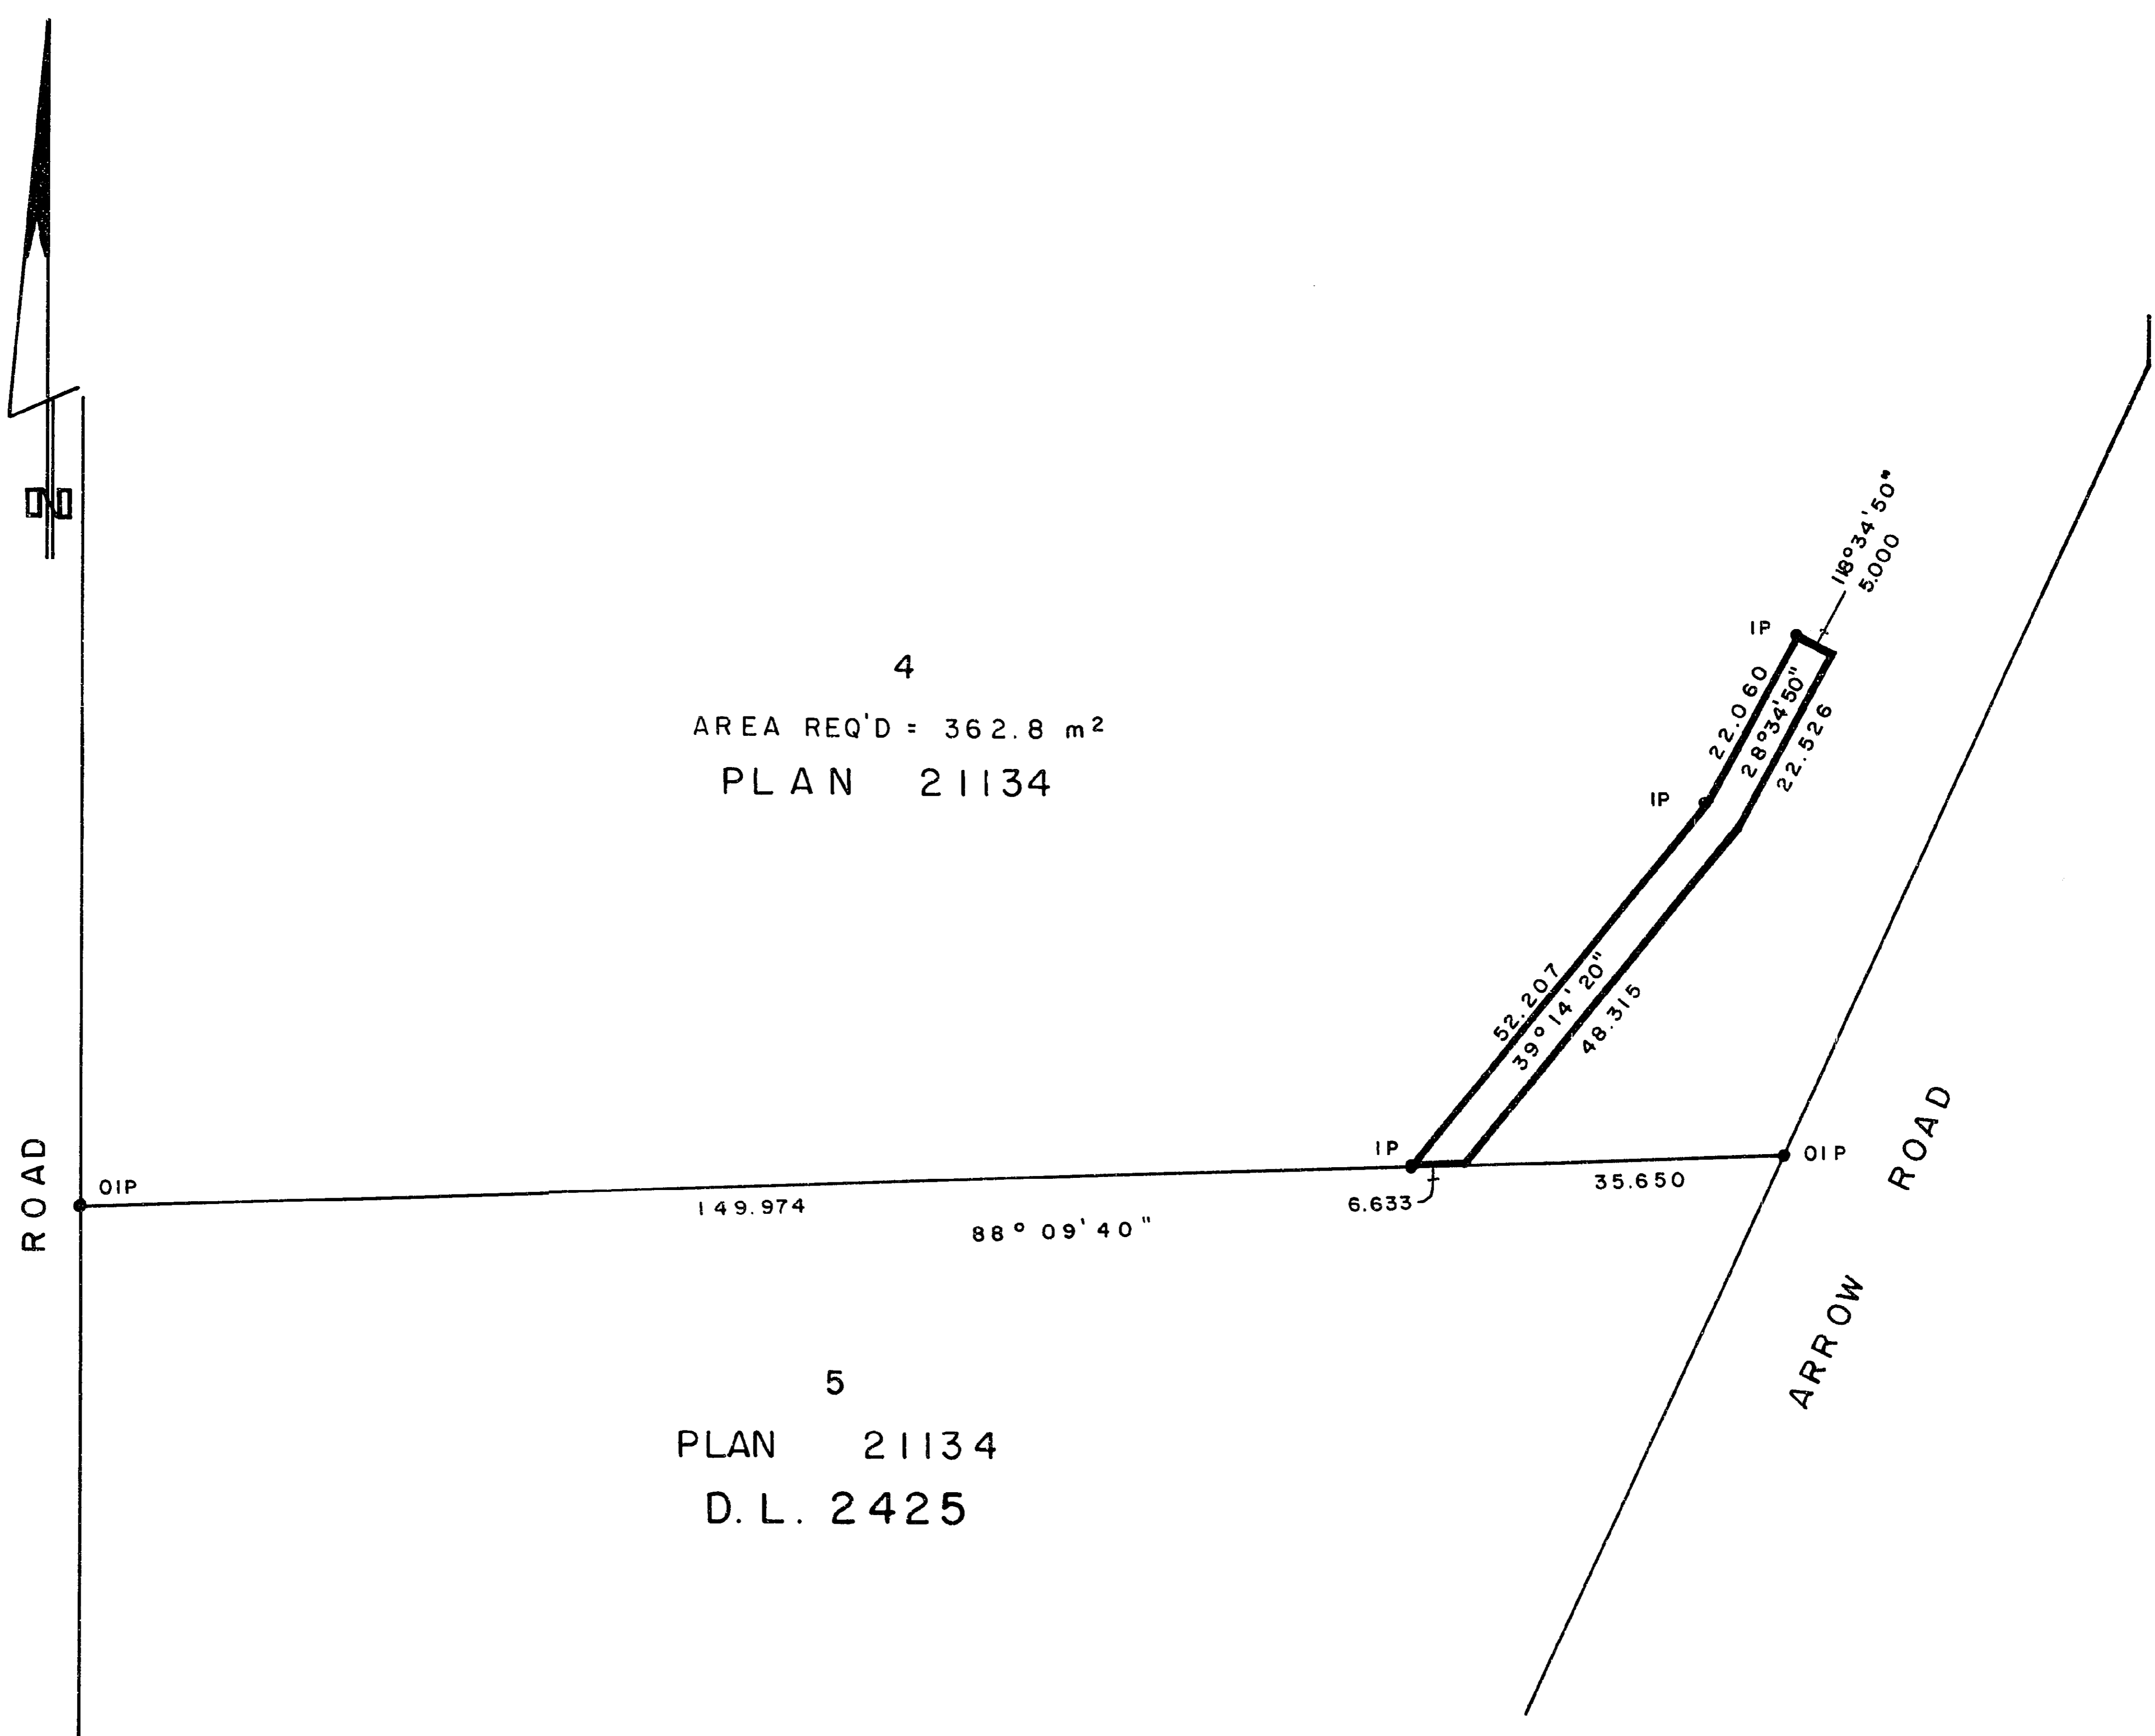 N
118°34'50"
5.000
IP
22.060
28°34'50"
22.526
4
AREA REQ'D = 362.8 m²
PLAN 21134
IP
52.207
39°14'20"
48.315
IP
OIP
ROAD
OIP
149.974
6.633
35.650
88°09'40"
ARROW ROAD
5
PLAN 21134
D.L. 2425